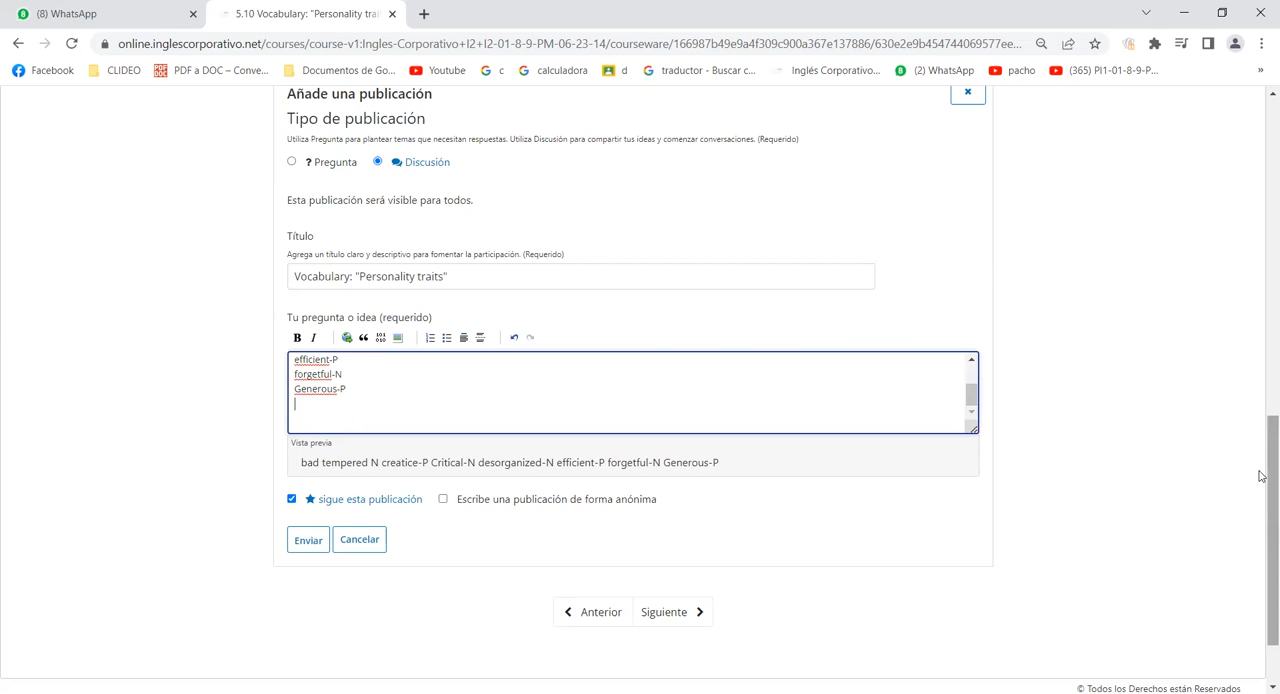 (8) WhatsApp
5.10 Vocabulary: "Personality trai
online.inglescorporativo.net/courses/course-v1:Ingles-Corporativo+I2+I2-01-8-9-PM-06-23-14/courseware/166987b49e9a4f309c900a367e137886/630e2e9b454744069577ee...
Facebook
CLIDEO
PDF a DOC – Conve...
Documentos de Go...
Youtube
c
calculadora
d
traductor - Buscar c...
Inglés Corporativo...
(2) WhatsApp
pacho
(365) PI1-01-8-9-P...
»
Añade una publicación
Tipo de publicación
Utiliza Pregunta para plantear temas que necesitan respuestas. Utiliza Discusión para compartir tus ideas y comenzar conversaciones. (Requerido)
? Pregunta
Discusión
Esta publicación será visible para todos.
Título
Agrega un título claro y descriptivo para fomentar la participación. (Requerido)
Vocabulary: "Personality traits"
Tu pregunta o idea (requerido)
B I
efficient-P
forgetful-N
Generous-P
Vista previa
bad tempered N creatice-P Critical-N desorganized-N efficient-P forgetful-N Generous-P
sigue esta publicación
Escribe una publicación de forma anónima
Enviar
Cancelar
Anterior
Siguiente
© Todos los Derechos están Reservados